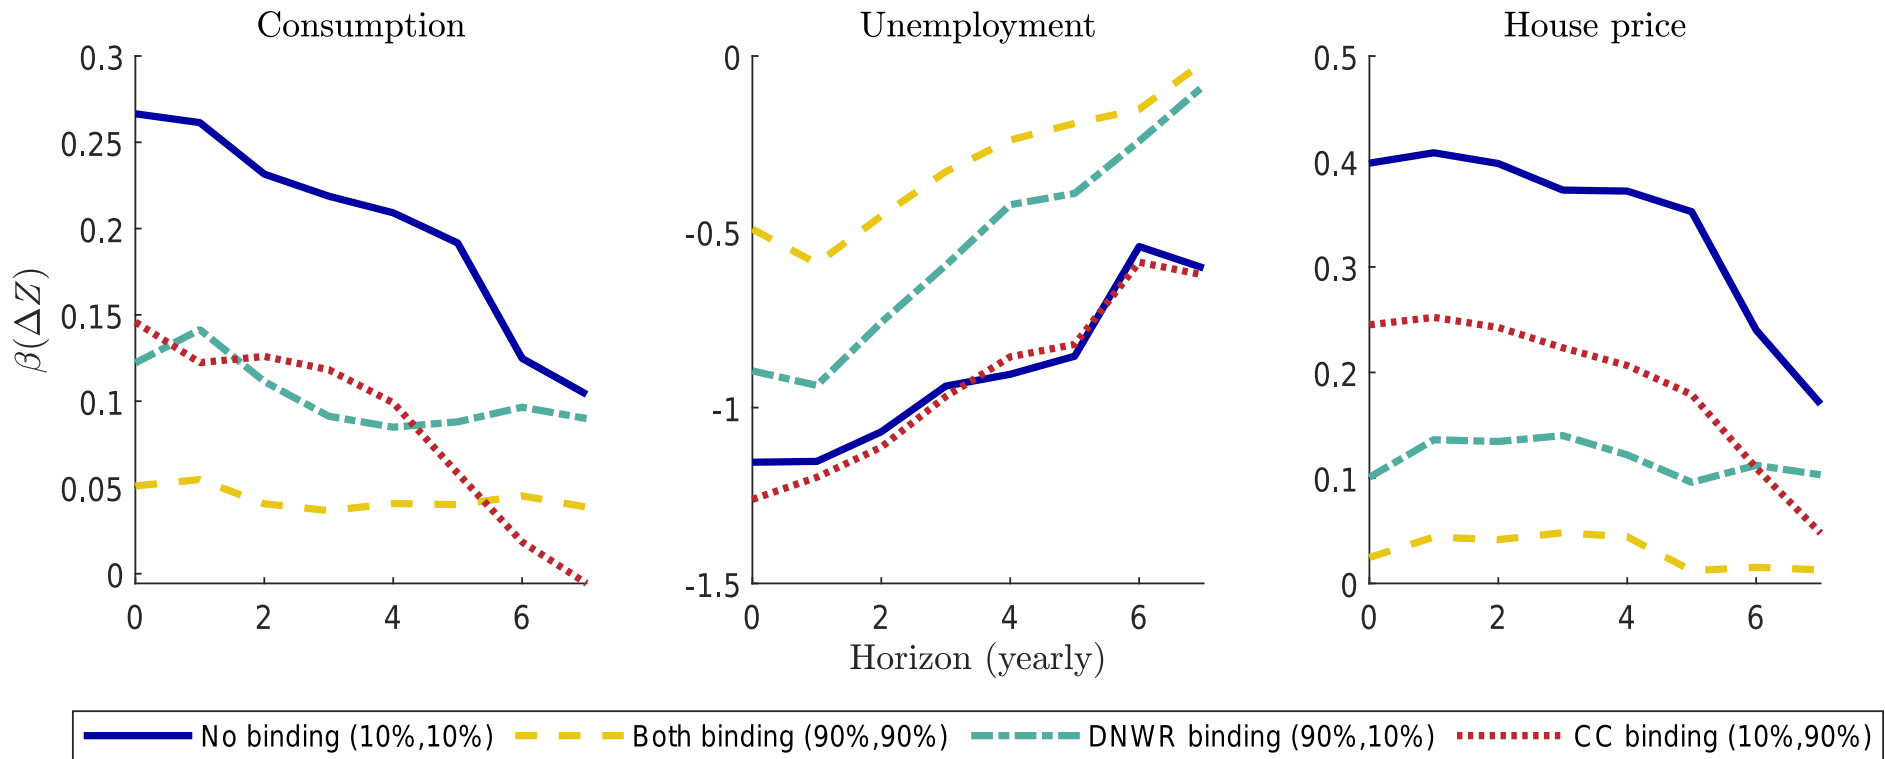 Consumption
Unemployment
House price
β(ΔZ)
0.3
0.25
0.2
0.15
0.1
0.05
0
0 2 4 6
0
-0.5
-1
-1.5
0 2 4 6
0.5
0.4
0.3
0.2
0.1
0
0 2 4 6
Horizon (yearly)
No binding (10%,10%) Both binding (90%,90%) DNWR binding (90%,10%) CC binding (10%,90%)